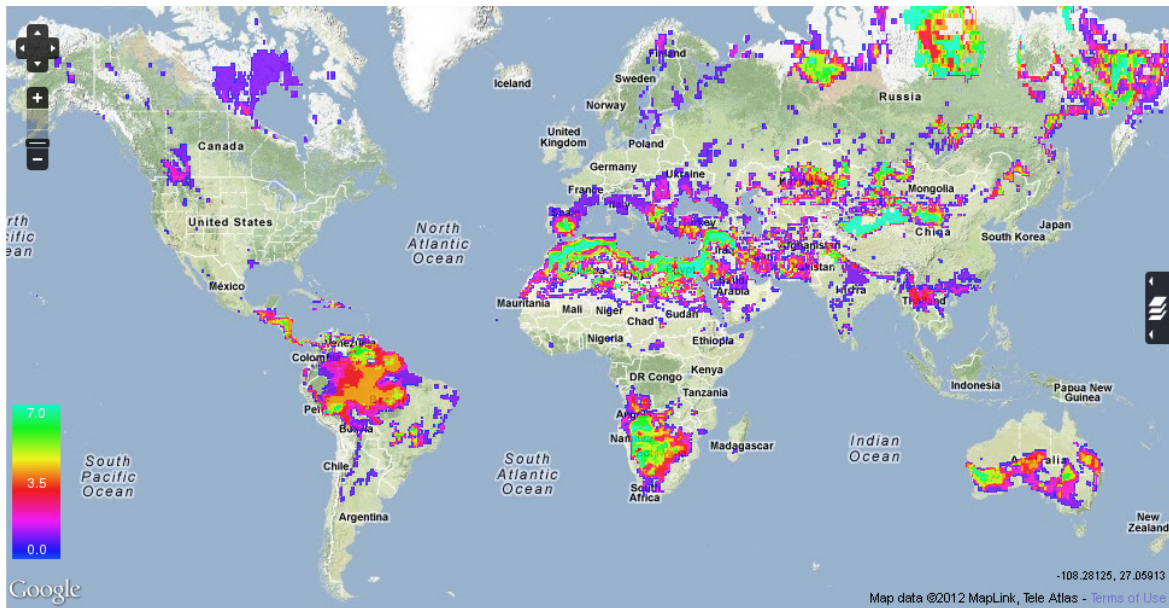 Iceland
Finland
Sweden
Norway
Russia
United
Kingdom
Poland
Canada
Germany
Ukraine
France
Mongolia
Italy
United States
Spain
Turkey
Japan
China
South Korea
North
Atlantic
Ocean
Afghanistan
México
Mauritania
Mali
Niger
Chad
Sudan
Arabia
India
Thailand
Nigeria
Ethiopia
Venezuela
Colombia
DR Congo
Kenya
Tanzania
Indonesia
Papua New
Guinea
Bolivia
Madagascar
Indian
Ocean
Australia
7.0
3.5
0.0
South
Pacific
Ocean
Chile
South
Atlantic
Ocean
South
Africa
Argentina
New
Zealand
-108.28125, 27.05913
Google
Map data ©2012 MapLink, Tele Atlas - Terms of Use